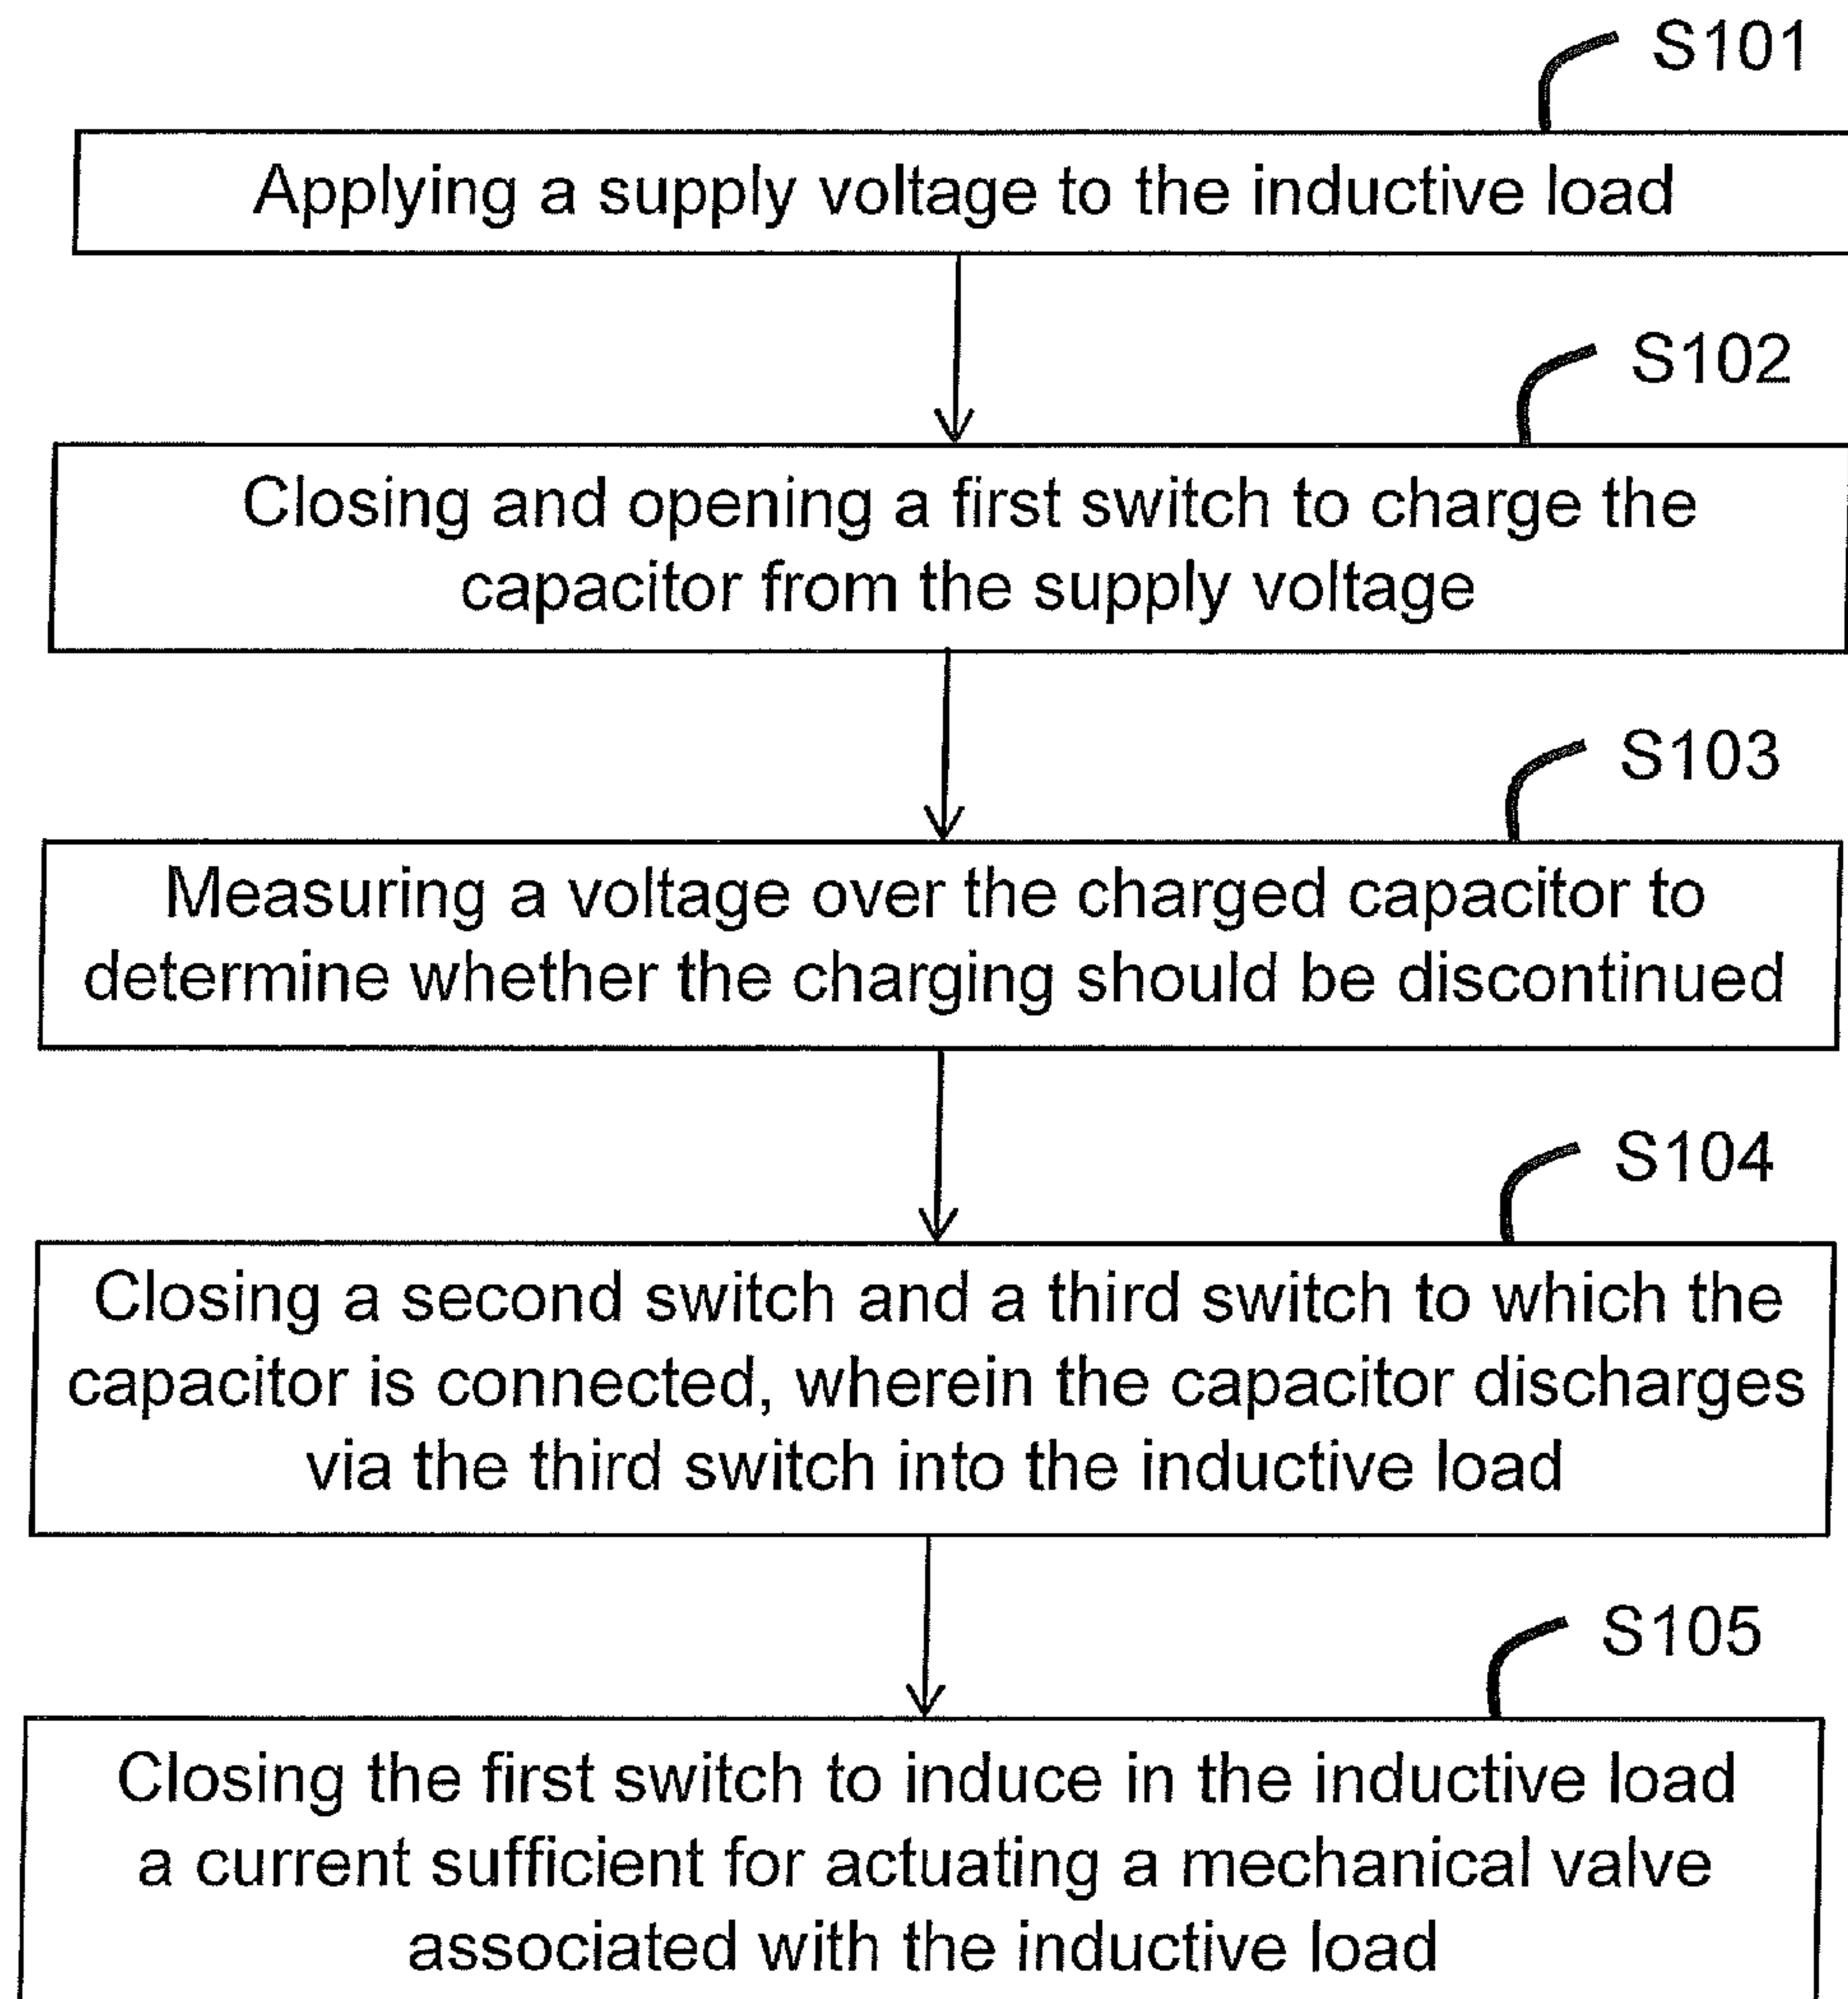 S101
Applying a supply voltage to the inductive load
S102
Closing and opening a first switch to charge the
capacitor from the supply voltage
S103
Measuring a voltage over the charged capacitor to
determine whether the charging should be discontinued
S104
Closing a second switch and a third switch to which the
capacitor is connected, wherein the capacitor discharges
via the third switch into the inductive load
S105
Closing the first switch to induce in the inductive load
a current sufficient for actuating a mechanical valve
associated with the inductive load